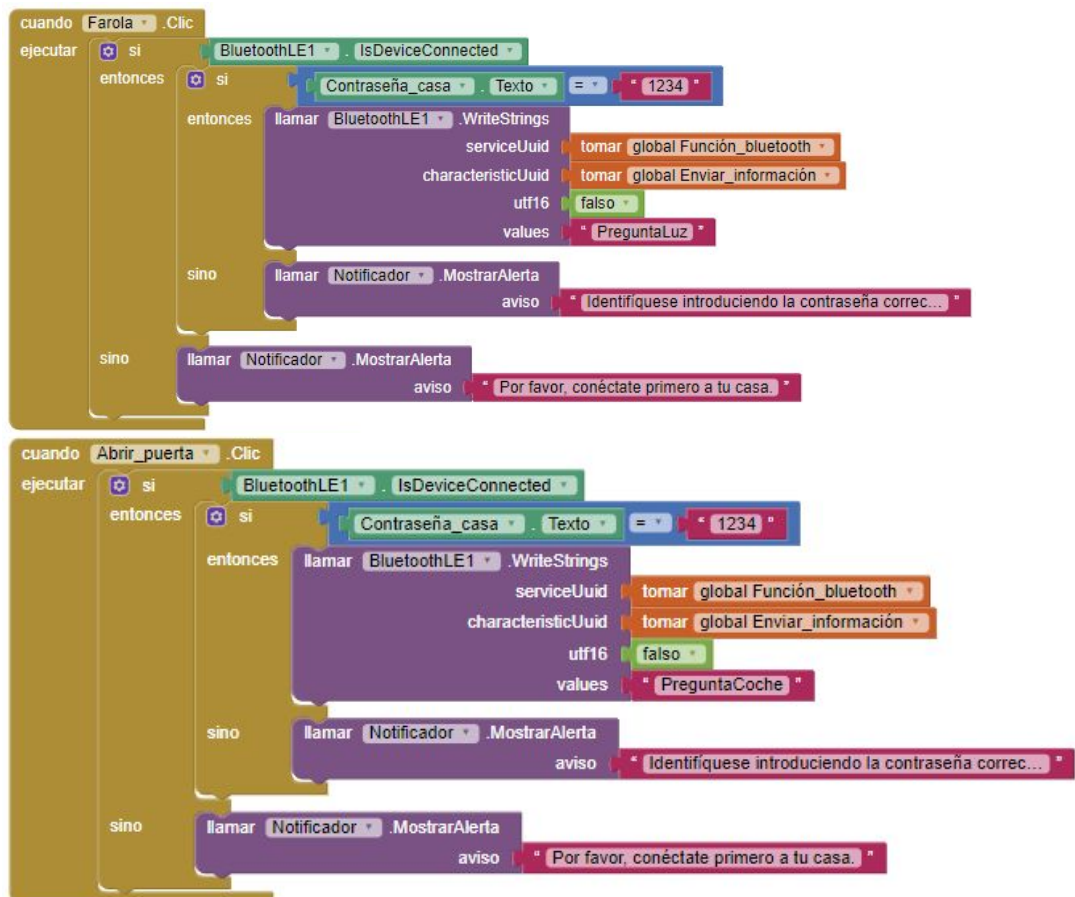 cuando Farola .Clic
ejecutar si BluetoothLE1 . IsDeviceConnected
entonces si Contraseña_casa . Texto = " 1234 "
entonces llamar BluetoothLE1 .WriteStrings
serviceUuid tomar global Función_bluetooth
characteristicUuid tomar global Enviar_información
utf16 falso
values " PreguntaLuz "
sino llamar Notificador .MostrarAlerta
aviso " Identifíquese introduciendo la contraseña correc... "
sino llamar Notificador .MostrarAlerta
aviso " Por favor, conéctate primero a tu casa. "
cuando Abrir_puerta .Clic
ejecutar si BluetoothLE1 . IsDeviceConnected
entonces si Contraseña_casa . Texto = " 1234 "
entonces llamar BluetoothLE1 .WriteStrings
serviceUuid tomar global Función_bluetooth
characteristicUuid tomar global Enviar_información
utf16 falso
values " PreguntaCoche "
sino llamar Notificador .MostrarAlerta
aviso " Identifíquese introduciendo la contraseña correc... "
sino llamar Notificador .MostrarAlerta
aviso " Por favor, conéctate primero a tu casa. "